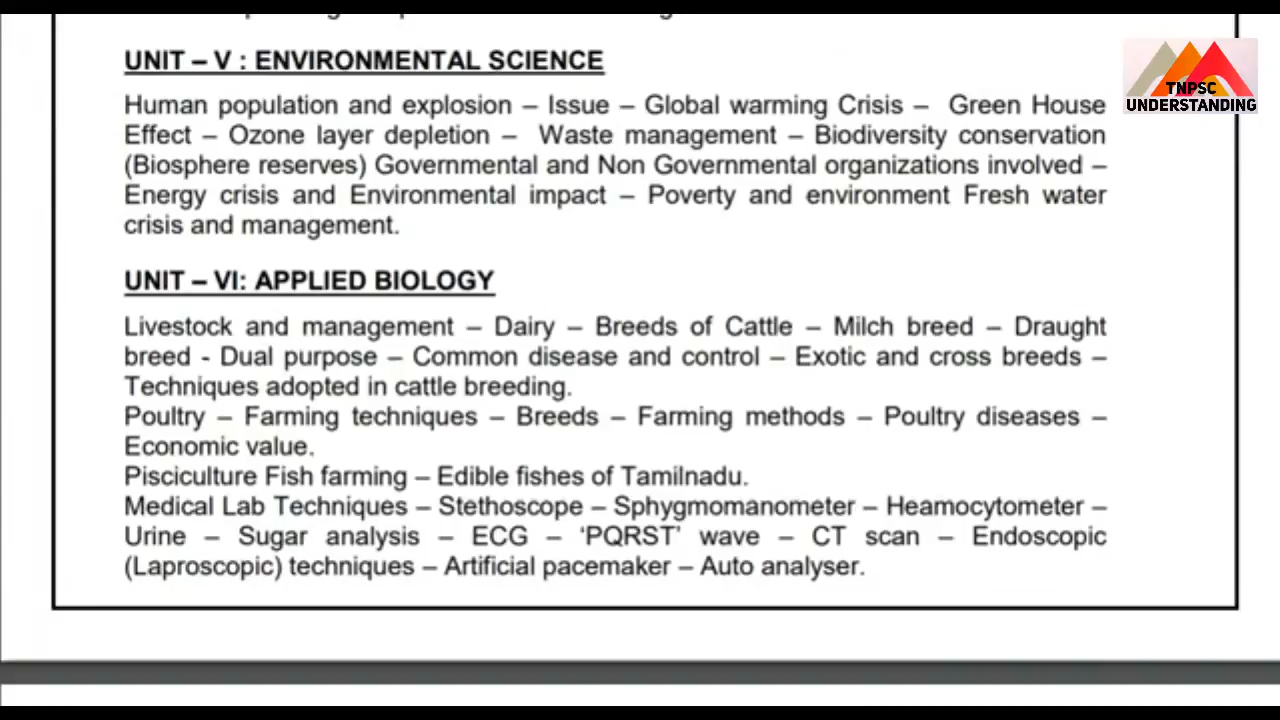 UNIT – V : ENVIRONMENTAL SCIENCE
TNPSC
UNDERSTANDING
Human population and explosion – Issue – Global warming Crisis – Green House
Effect – Ozone layer depletion – Waste management – Biodiversity conservation
(Biosphere reserves) Governmental and Non Governmental organizations involved –
Energy crisis and Environmental impact – Poverty and environment Fresh water
crisis and management.
UNIT – VI: APPLIED BIOLOGY
Livestock and management – Dairy – Breeds of Cattle – Milch breed – Draught
breed - Dual purpose – Common disease and control – Exotic and cross breeds –
Techniques adopted in cattle breeding.
Poultry – Farming techniques – Breeds – Farming methods – Poultry diseases –
Economic value.
Pisciculture Fish farming – Edible fishes of Tamilnadu.
Medical Lab Techniques – Stethoscope – Sphygmomanometer – Heamocytometer –
Urine – Sugar analysis – ECG – ‘PQRST’ wave – CT scan – Endoscopic
(Laproscopic) techniques – Artificial pacemaker – Auto analyser.